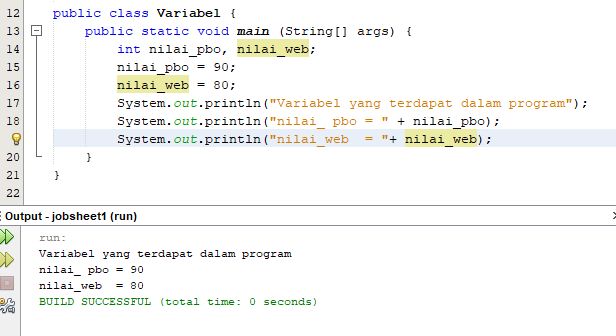 12 public class Variabel {
13 public static void main (String[] args) {
14 int nilai_pbo, nilai_web;
15 nilai_pbo = 90;
16 nilai_web = 80;
17 System.out.println("Variabel yang terdapat dalam program");
18 System.out.println("nilai_ pbo = " + nilai_pbo);
System.out.println("nilai_web  = "+ nilai_web);
20 }
21 }
22
Output - jobsheet1 (run)
run:
Variabel yang terdapat dalam program
nilai_ pbo = 90
nilai_web  = 80
BUILD SUCCESSFUL (total time: 0 seconds)